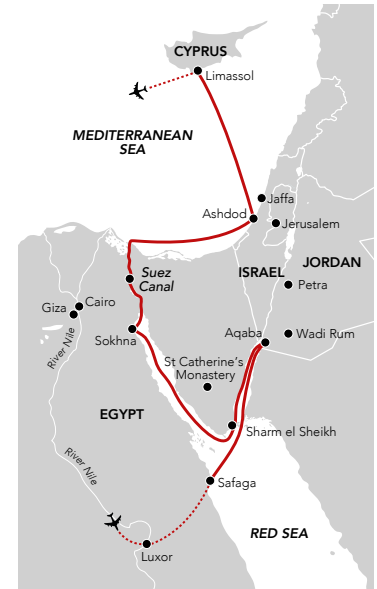 CYPRUS
Limassol
MEDITERRANEAN
SEA
Jaffa
Ashdod
Jerusalem
Suez
Canal
ISRAEL
JORDAN
Petra
Cairo
Giza
Sokhna
Aqaba
Wadi Rum
River Nile
St Catherine's
Monastery
EGYPT
Sharm el Sheikh
River Nile
Safaga
RED SEA
Luxor